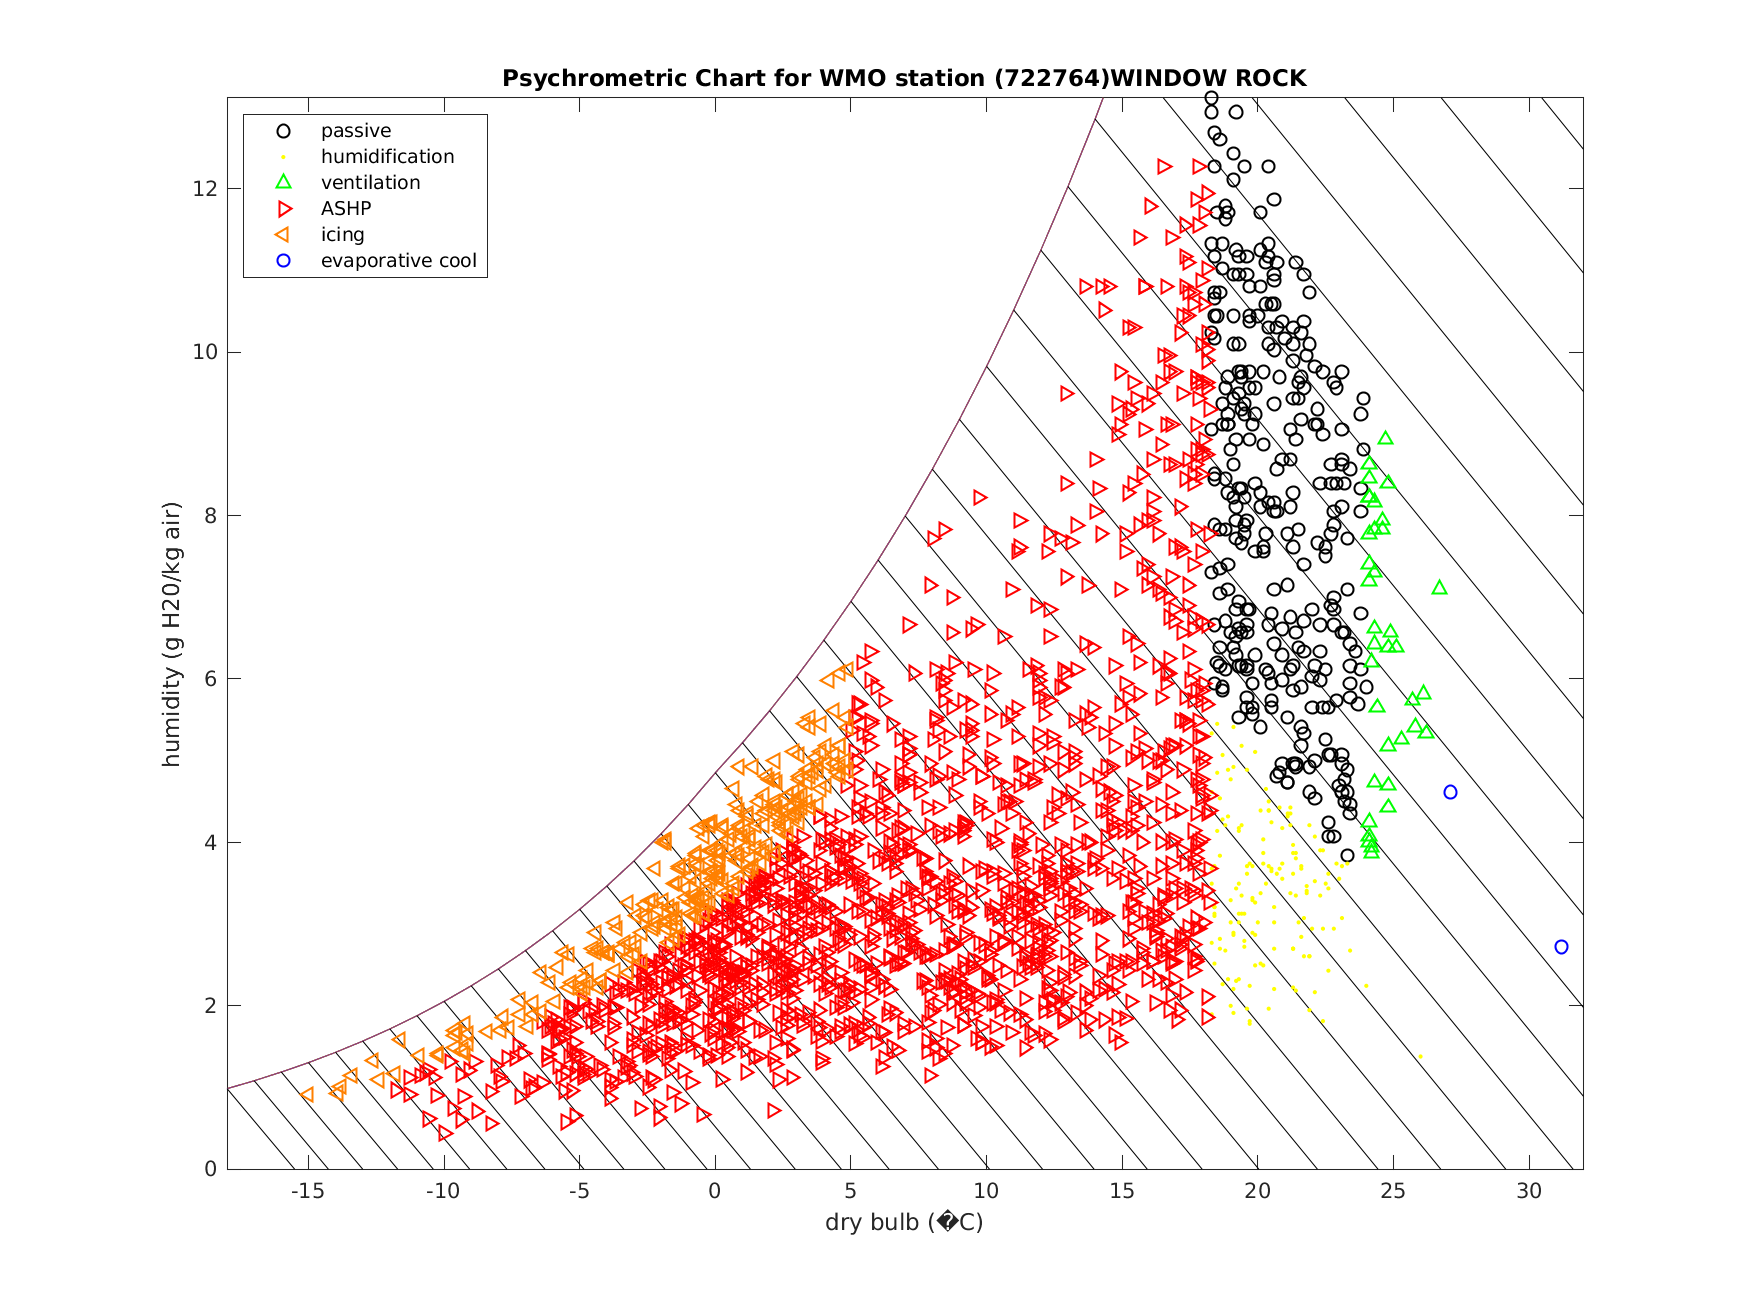 Psychrometric Chart for WMO station (722764)WINDOW ROCK
passive
humidification
ventilation
ASHP
icing
evaporative cool
humidity (g H20/kg air)
12
10
8
6
4
2
0
-15 -10 -5 0 5 10 15 20 25 30
dry bulb (�C)